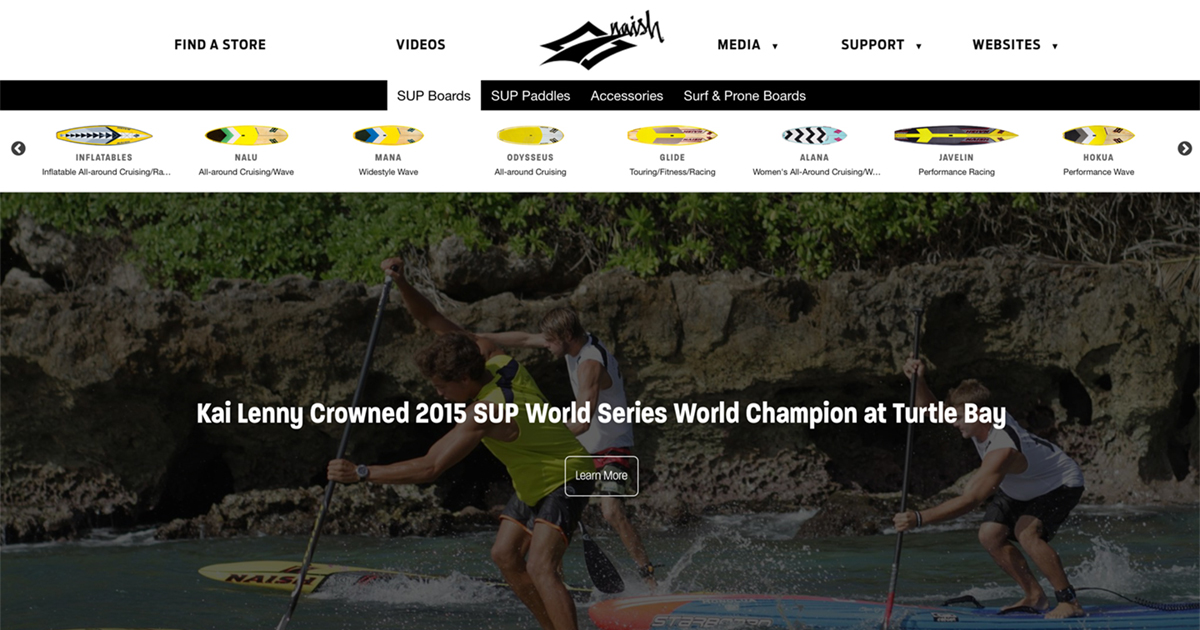 FIND A STORE
VIDEOS
naish
MEDIA ▼
SUPPORT ▼
WEBSITES ▼
SUP Boards
SUP Paddles
Accessories
Surf & Prone Boards
INFLATABLES
Inflatable All-around Cruising/Ra...
NALU
All-around Cruising/Wave
MANA
Widestyle Wave
ODYSSEUS
All-around Cruising
GLIDE
Touring/Fitness/Racing
ALANA
Women's All-Around Cruising/W...
JAVELIN
Performance Racing
HOKUA
Performance Wave
Kai Lenny Crowned 2015 SUP World Series World Champion at Turtle Bay
Learn More
NAISH
STARBOARD